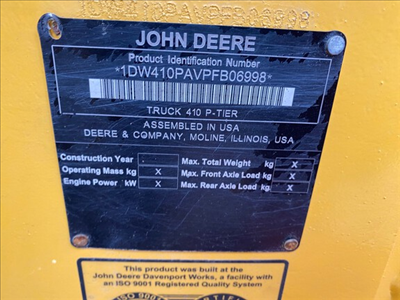 1DW410PAVPFB06998
JOHN DEERE
Product Identification Number
*1DW410PAVPFB06998*
TRUCK 410 P-TIER
ASSEMBLED IN USA
DEERE & COMPANY, MOLINE, ILLINOIS, USA
Construction Year . Max. Total Weight kg X
Operating Mass kg X Max. Front Axle Load kg X
Engine Power kW X Max. Rear Axle Load kg X
This product was built at the
John Deere Davenport Works, a facility with
an ISO 9001 Registered Quality System
ISO 9001